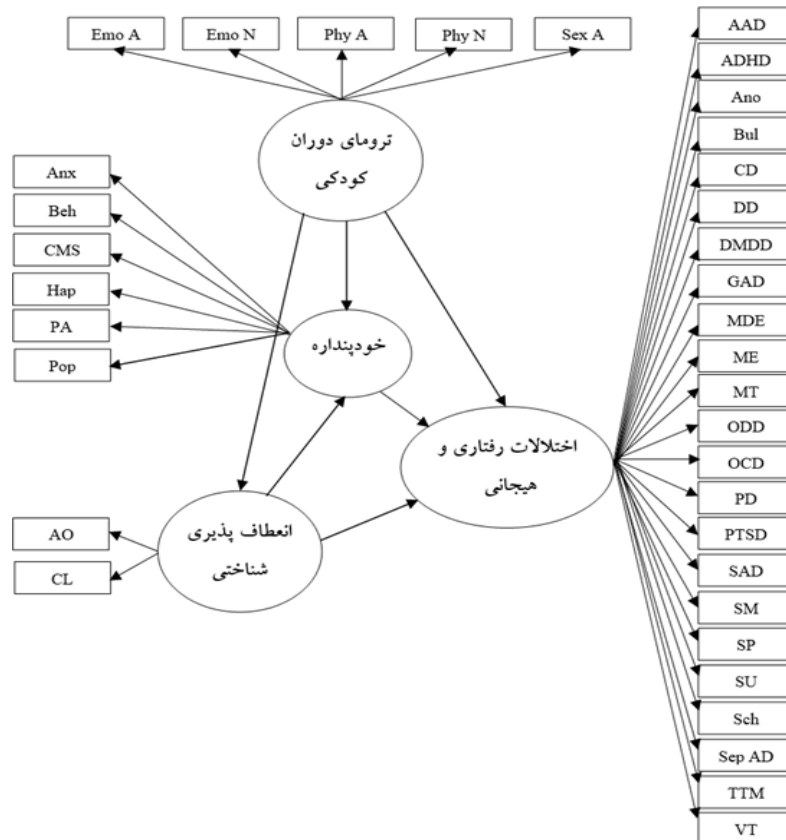 Emo A
Emo N
Phy A
Phy N
Sex A
ترومای دوران
کودکی
Anx
Beh
CMS
Hap
PA
Pop
خودپنداره
اختلالات رفتاری و
هیجانی
انعطاف پذیری
شناختی
AO
CL
AAD
ADHD
Ano
Bul
CD
DD
DMDD
GAD
MDE
ME
MT
ODD
OCD
PD
PTSD
SAD
SM
SP
SU
Sch
Sep AD
TTM
VT